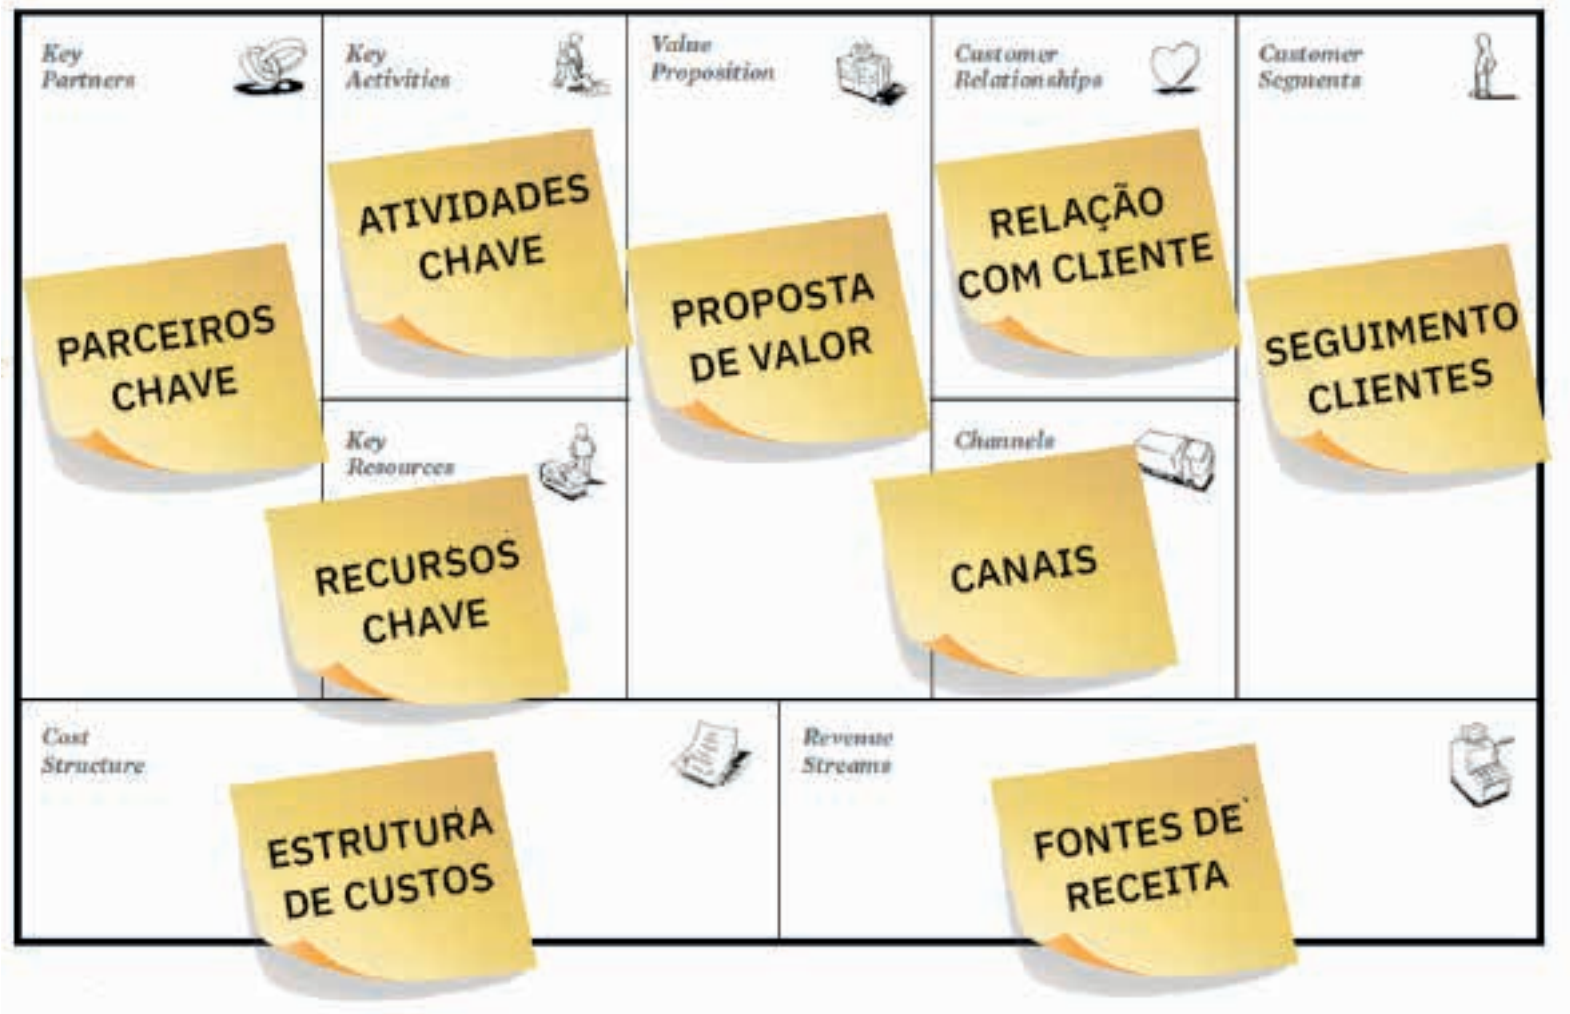 Key
Partners
PARCEIROS
CHAVE
Key
Activities
ATIVIDADES
CHAVE
Key
Resources
RECURSOS
CHAVE
Value
Proposition
PROPOSTA
DE VALOR
Customer
Relationships
RELAÇÃO
COM CLIENTE
Channels
CANAIS
Customer
Segments
SEGUIMENTO
CLIENTES
Cost
Structure
ESTRUTURA
DE CUSTOS
Revenue
Streams
FONTES DE
RECEITA